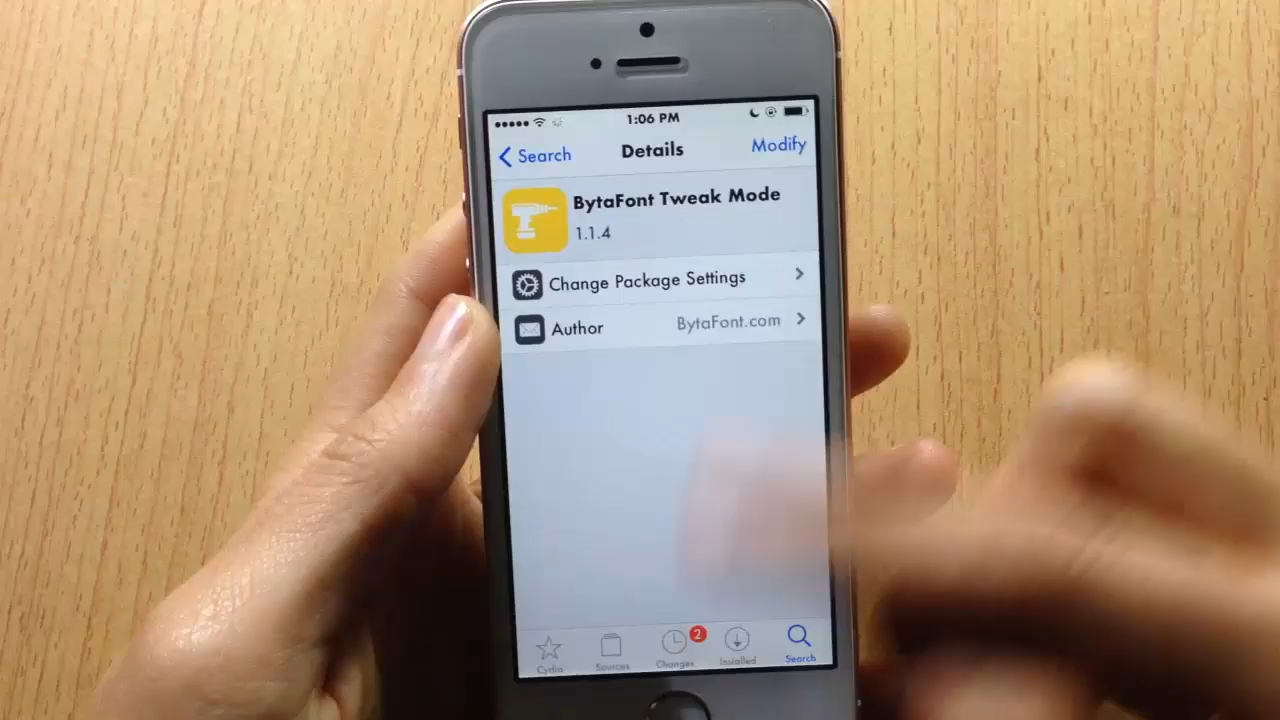 1:06 PM
Search
Details
Modify
BytaFont Tweak Mode
1.1.4
Change Package Settings
Author
BytaFont.com
2
Cydia
Sources
Changes
Installed
Search